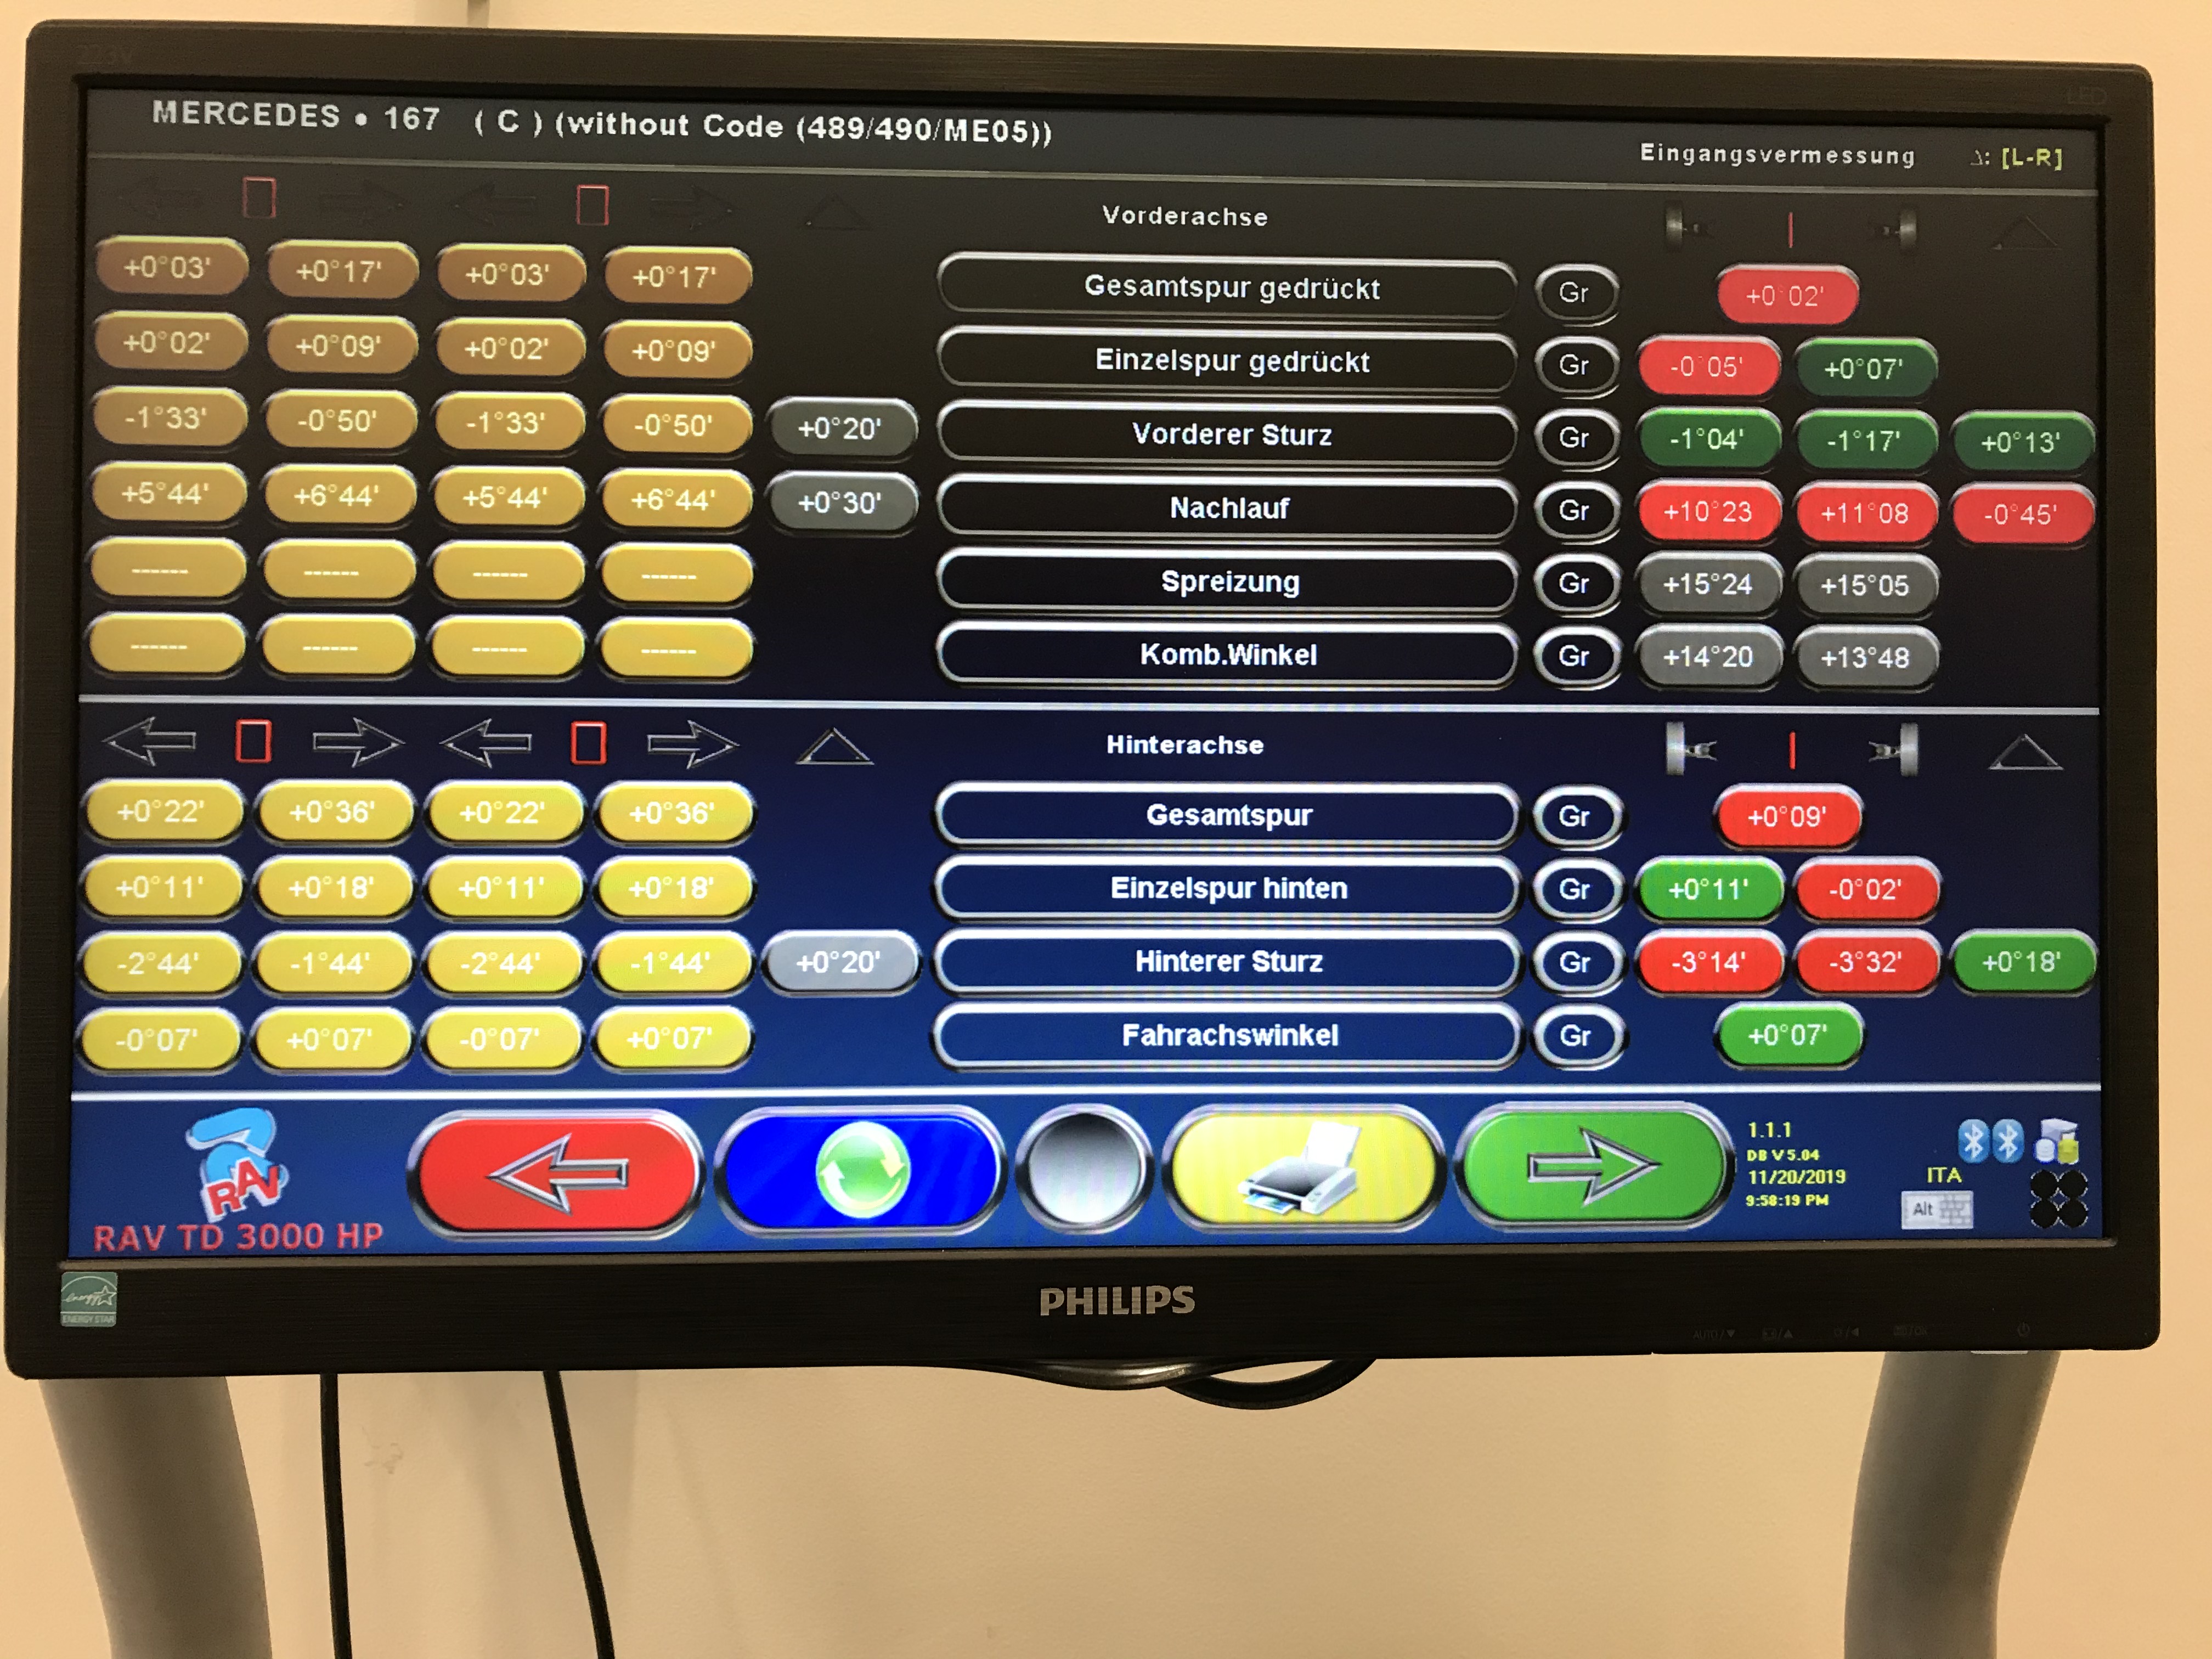 MERCEDES • 167 ( C ) (without Code (489/490/ME05))
Eingangsvermessung Δ: [L-R]
Vorderachse
+0°03' +0°17' +0°03' +0°17' Gesamtspur gedrückt Gr +0°02'
+0°02' +0°09' +0°02' +0°09' Einzelspur gedrückt Gr -0°05' +0°07'
-1°33' -0°50' -1°33' -0°50' +0°20' Vorderer Sturz Gr -1°04' -1°17' +0°13'
+5°44' +6°44' +5°44' +6°44' +0°30' Nachlauf Gr +10°23 +11°08 -0°45'
------ ------ ------ ------ Spreizung Gr +15°24 +15°05
------ ------ ------ ------ Komb.Winkel Gr +14°20 +13°48
Hinterachse
+0°22' +0°36' +0°22' +0°36' Gesamtspur Gr +0°09'
+0°11' +0°18' +0°11' +0°18' Einzelspur hinten Gr +0°11' -0°02'
-2°44' -1°44' -2°44' -1°44' +0°20' Hinterer Sturz Gr -3°14' -3°32' +0°18'
-0°07' +0°07' -0°07' +0°07' Fahrachswinkel Gr +0°07'
RAV
RAV TD 3000 HP
1.1.1
DB V 5.04
11/20/2019
9:58:19 PM
ITA
Alt
PHILIPS
energy
ENERGY STAR